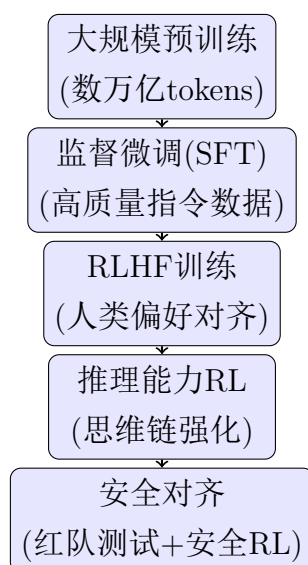 大规模预训练
(数万亿tokens)
监督微调(SFT)
(高质量指令数据)
RLHF训练
(人类偏好对齐)
推理能力RL
(思维链强化)
安全对齐
(红队测试+安全RL)